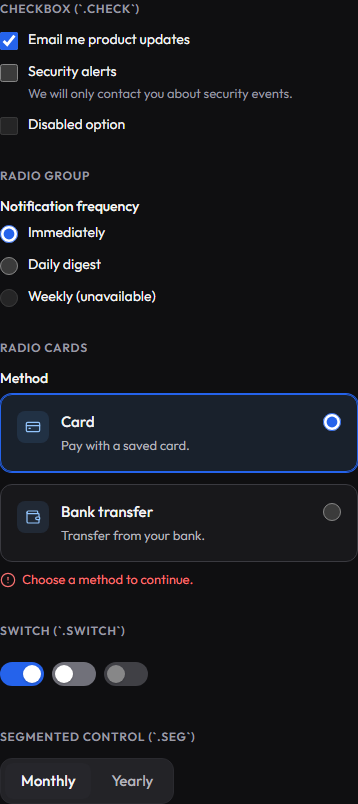 CHECKBOX (`.CHECK`)
Email me product updates
Security alerts
We will only contact you about security events.
Disabled option
RADIO GROUP
Notification frequency
Immediately
Daily digest
Weekly (unavailable)
RADIO CARDS
Method
Card
Pay with a saved card.
Bank transfer
Transfer from your bank.
Choose a method to continue.
SWITCH (`.SWITCH`)
SEGMENTED CONTROL (`.SEG`)
Monthly Yearly